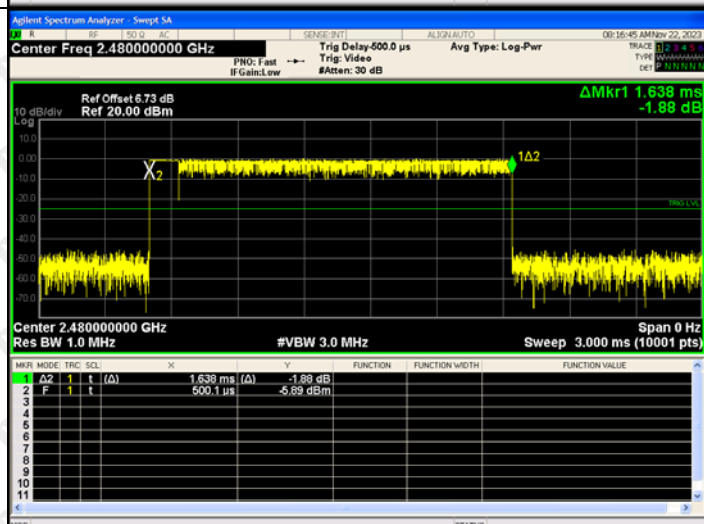 Agilent Spectrum Analyzer - Swept SA
R RF 50 Ω AC SENSE:INT ALIGN AUTO 08:16:45 AM Nov 22, 2023
Center Freq 2.480000000 GHz
PNO: Fast
IFGain:Low
Trig Delay-500.0 µs
Trig: Video
#Atten: 30 dB
Avg Type: Log-Pwr
TRACE 1 2 3 4 5 6
TYPE
DET P N N N N N
ΔMkr1 1.638 ms
-1.88 dB
Ref Offset 6.73 dB
10 dB/div Ref 20.00 dBm
Log
10.0
0.00
-10.0
-20.0
-30.0
-40.0
-50.0
-60.0
-70.0
X2
1Δ2
TRIG LVL
Center 2.480000000 GHz Span 0 Hz
Res BW 1.0 MHz #VBW 3.0 MHz Sweep 3.000 ms (10001 pts)
MKR MODE TRC SCL X Y FUNCTION FUNCTION WIDTH FUNCTION VALUE
1 Δ2 1 t (Δ) 1.638 ms (Δ) -1.88 dB
2 F 1 t 500.1 µs -5.89 dBm
3
4
5
6
7
8
9
10
11